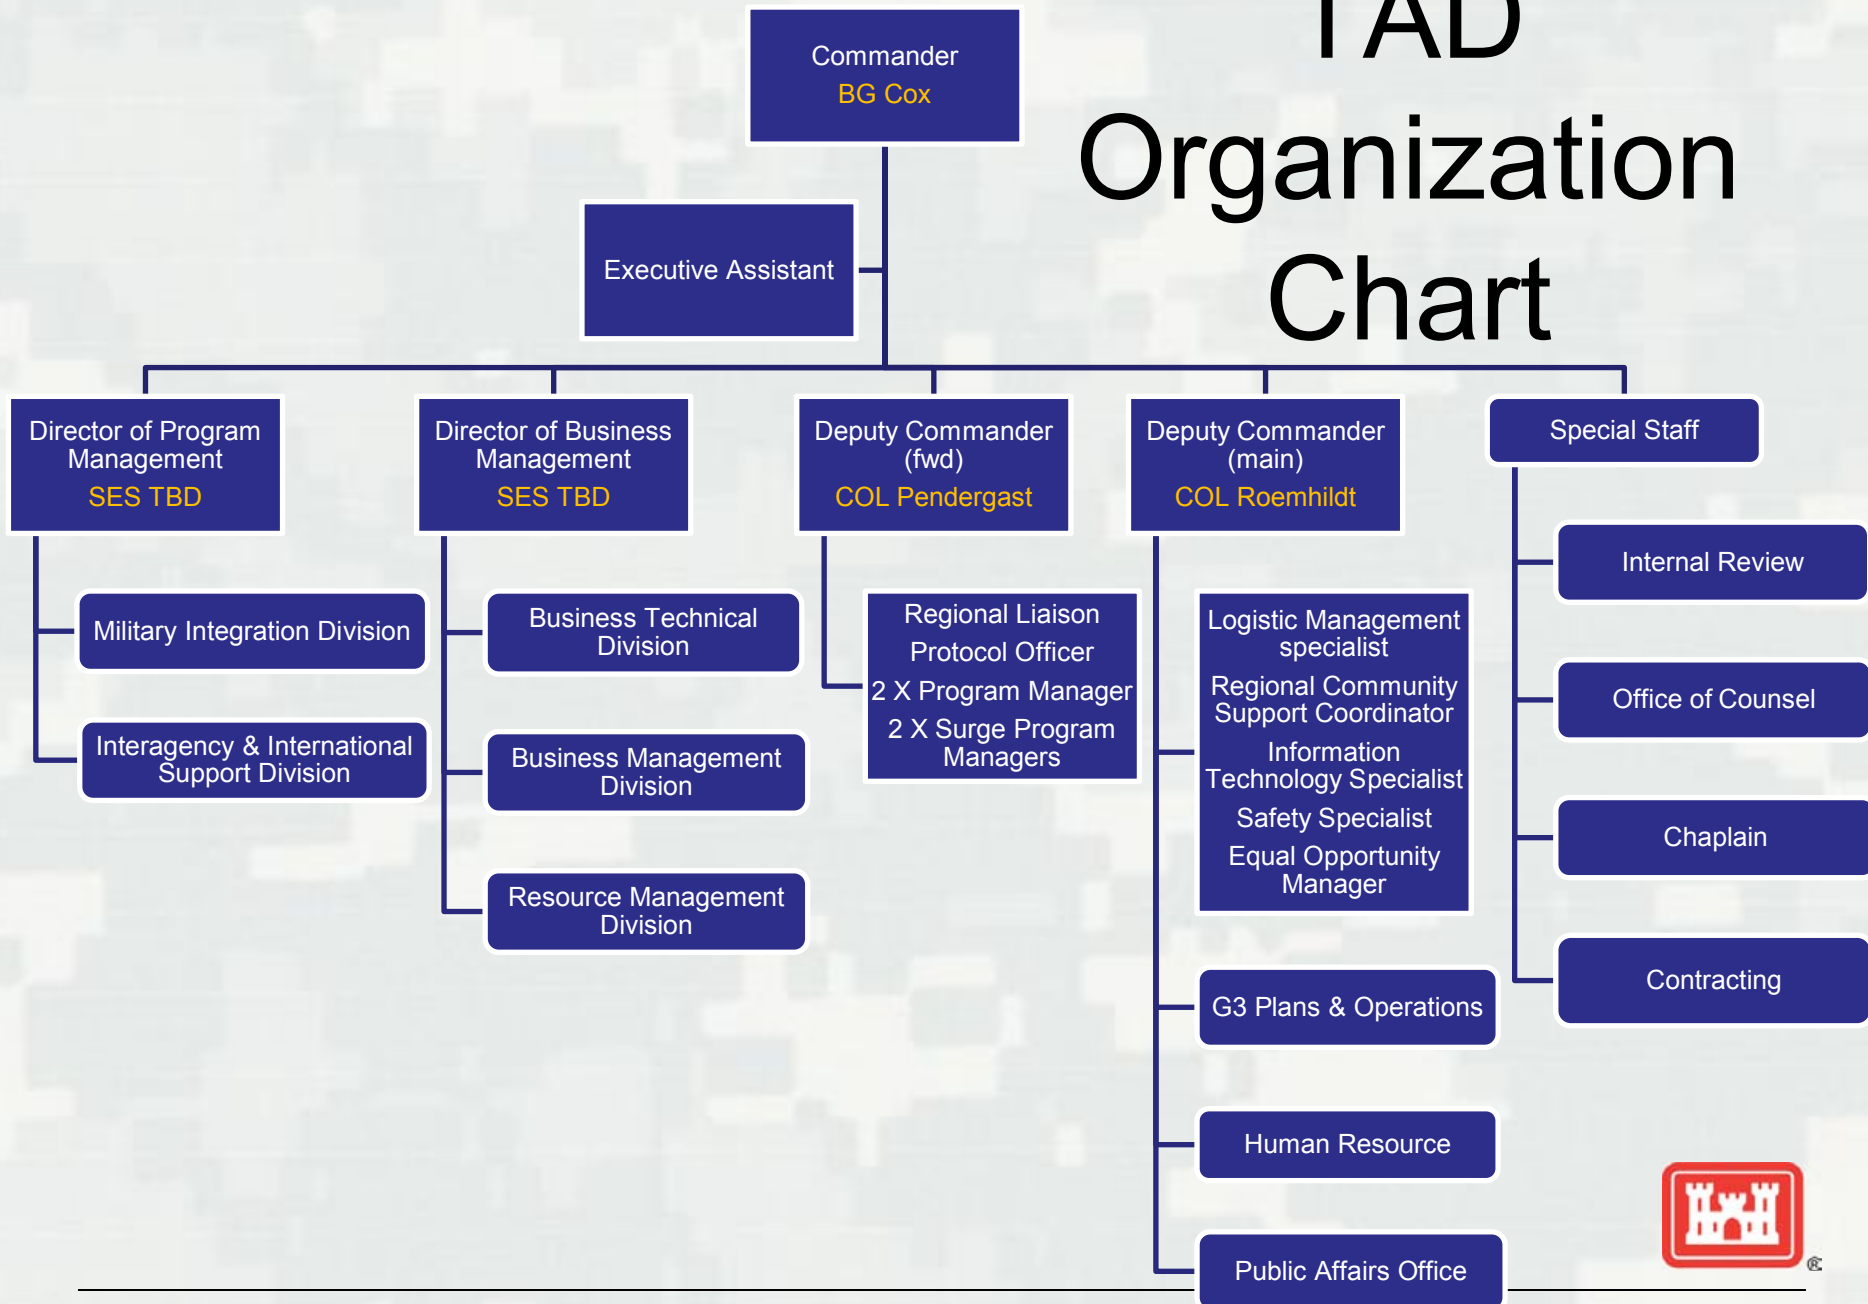 TAD
Organization
Chart
Commander
BG Cox
Executive Assistant
Director of Program
Management
SES TBD
Military Integration Division
Interagency & International
Support Division
Director of Business
Management
SES TBD
Business Technical
Division
Business Management
Division
Resource Management
Division
Deputy Commander
(fwd)
COL Pendergast
Regional Liaison
Protocol Officer
2 X Program Manager
2 X Surge Program
Managers
Deputy Commander
(main)
COL Roemhildt
Logistic Management
specialist
Regional Community
Support Coordinator
Information
Technology Specialist
Safety Specialist
Equal Opportunity
Manager
G3 Plans & Operations
Human Resource
Public Affairs Office
Special Staff
Internal Review
Office of Counsel
Chaplain
Contracting
®